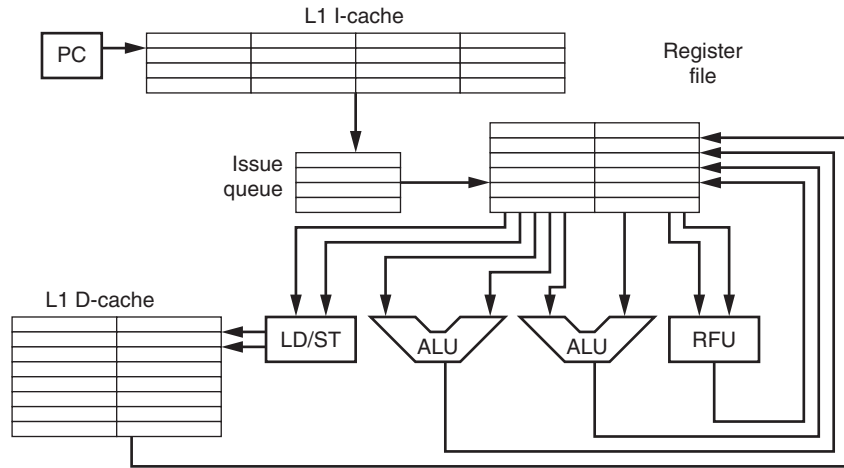 L1 I-cache
PC
Register
file
Issue
queue
L1 D-cache
LD/ST
ALU
ALU
RFU